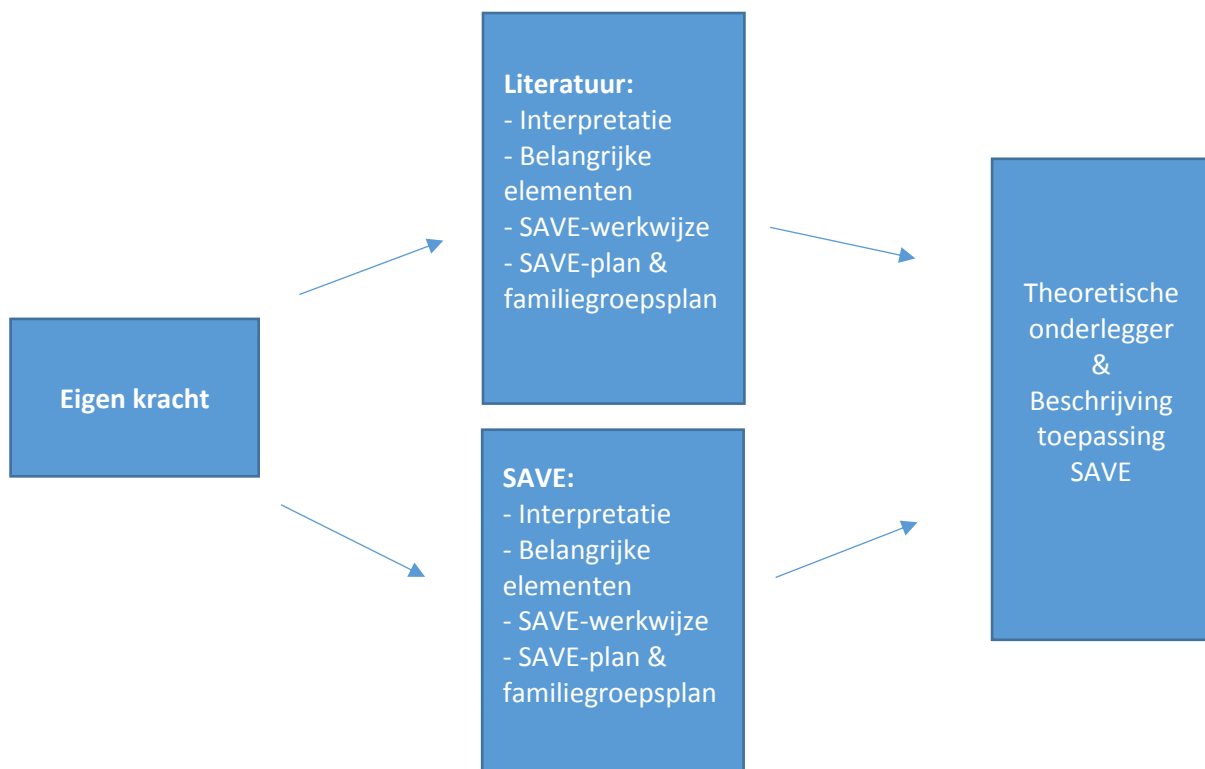 Eigen kracht
Literatuur:
- Interpretatie
- Belangrijke
elementen
- SAVE-werkwijze
- SAVE-plan &
familiegroepsplan
SAVE:
- Interpretatie
- Belangrijke
elementen
- SAVE-werkwijze
- SAVE-plan &
familiegroepsplan
Theoretische
onderlegger
&
Beschrijving
toepassing
SAVE